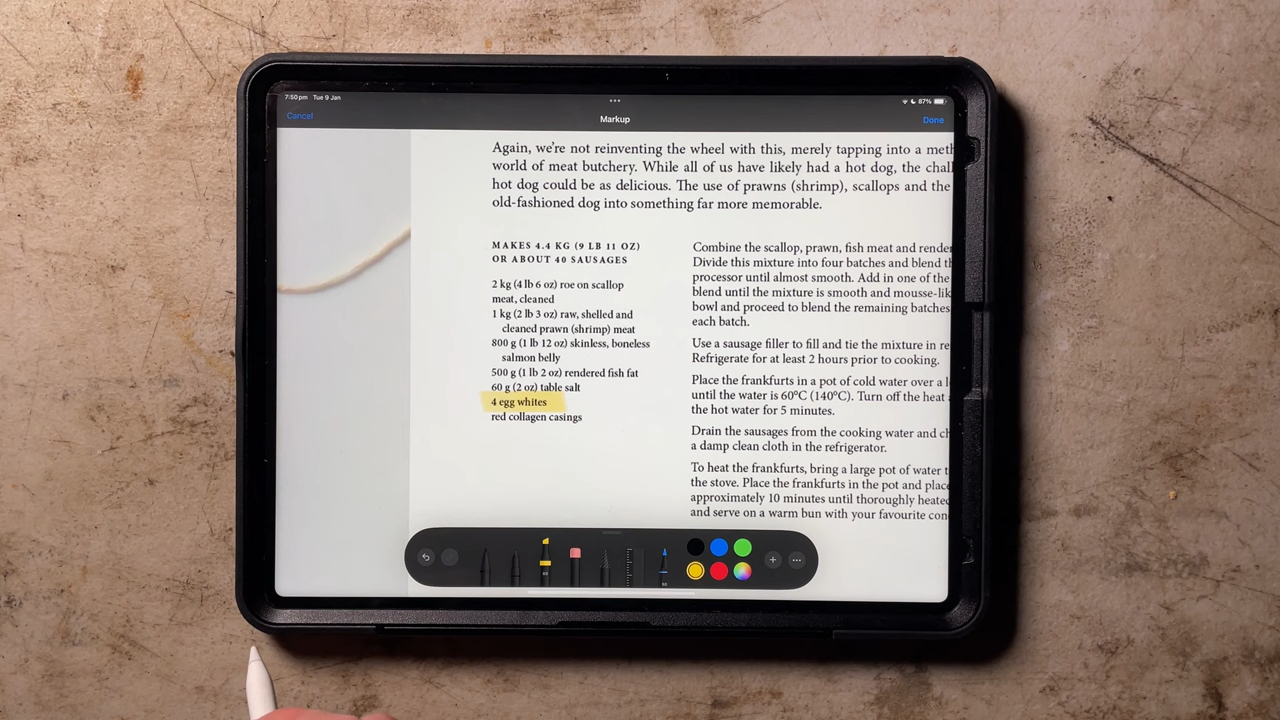 7:50 pm Tue 9 Jan
87%
Cancel
Markup
Done
Again, we're not reinventing the wheel with this, merely tapping into a meth
world of meat butchery. While all of us have likely had a hot dog, the chal
hot dog could be as delicious. The use of prawns (shrimp), scallops and the
old-fashioned dog into something far more memorable.
MAKES 4.4 KG (9 LB 11 OZ)
OR ABOUT 40 SAUSAGES
2 kg (4 lb 6 oz) roe on scallop
meat, cleaned
1 kg (2 lb 3 oz) raw, shelled and
cleaned prawn (shrimp) meat
800 g (1 lb 12 oz) skinless, boneless
salmon belly
500 g (1 lb 2 oz) rendered fish fat
60 g (2 oz) table salt
4 egg whites
red collagen casings
Combine the scallop, prawn, fish meat and rende
Divide this mixture into four batches and blend th
processor until almost smooth. Add in one of the
blend until the mixture is smooth and mousse-lik
bowl and proceed to blend the remaining batches
each batch.
Use a sausage filler to fill and tie the mixture in re
Refrigerate for at least 2 hours prior to cooking.
Place the frankfurts in a pot of cold water over a l
until the water is 60°C (140°C). Turn off the heat
the hot water for 5 minutes.
Drain the sausages from the cooking water and ch
a damp clean cloth in the refrigerator.
To heat the frankfurts, bring a large pot of water t
the stove. Place the frankfurts in the pot and place
approximately 10 minutes until thoroughly heated
and serve on a warm bun with your favourite con